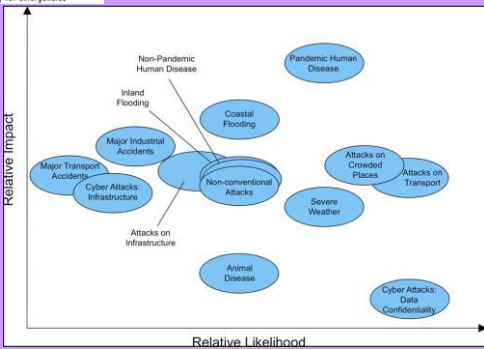 for emergencies
Non-Pandemic
Human Disease
Pandemic Human
Disease
Inland
Flooding
Coastal
Flooding
Major Industrial
Accidents
Attacks on
Crowded
Places
Major Transport
Accidents
Attacks on
Transport
Cyber Attacks:
Infrastructure
Non-conventional
Attacks
Severe
Weather
Attacks on
Infrastructure
Animal
Disease
Cyber Attacks:
Data
Confidentiality
Relative Impact
Relative Likelihood